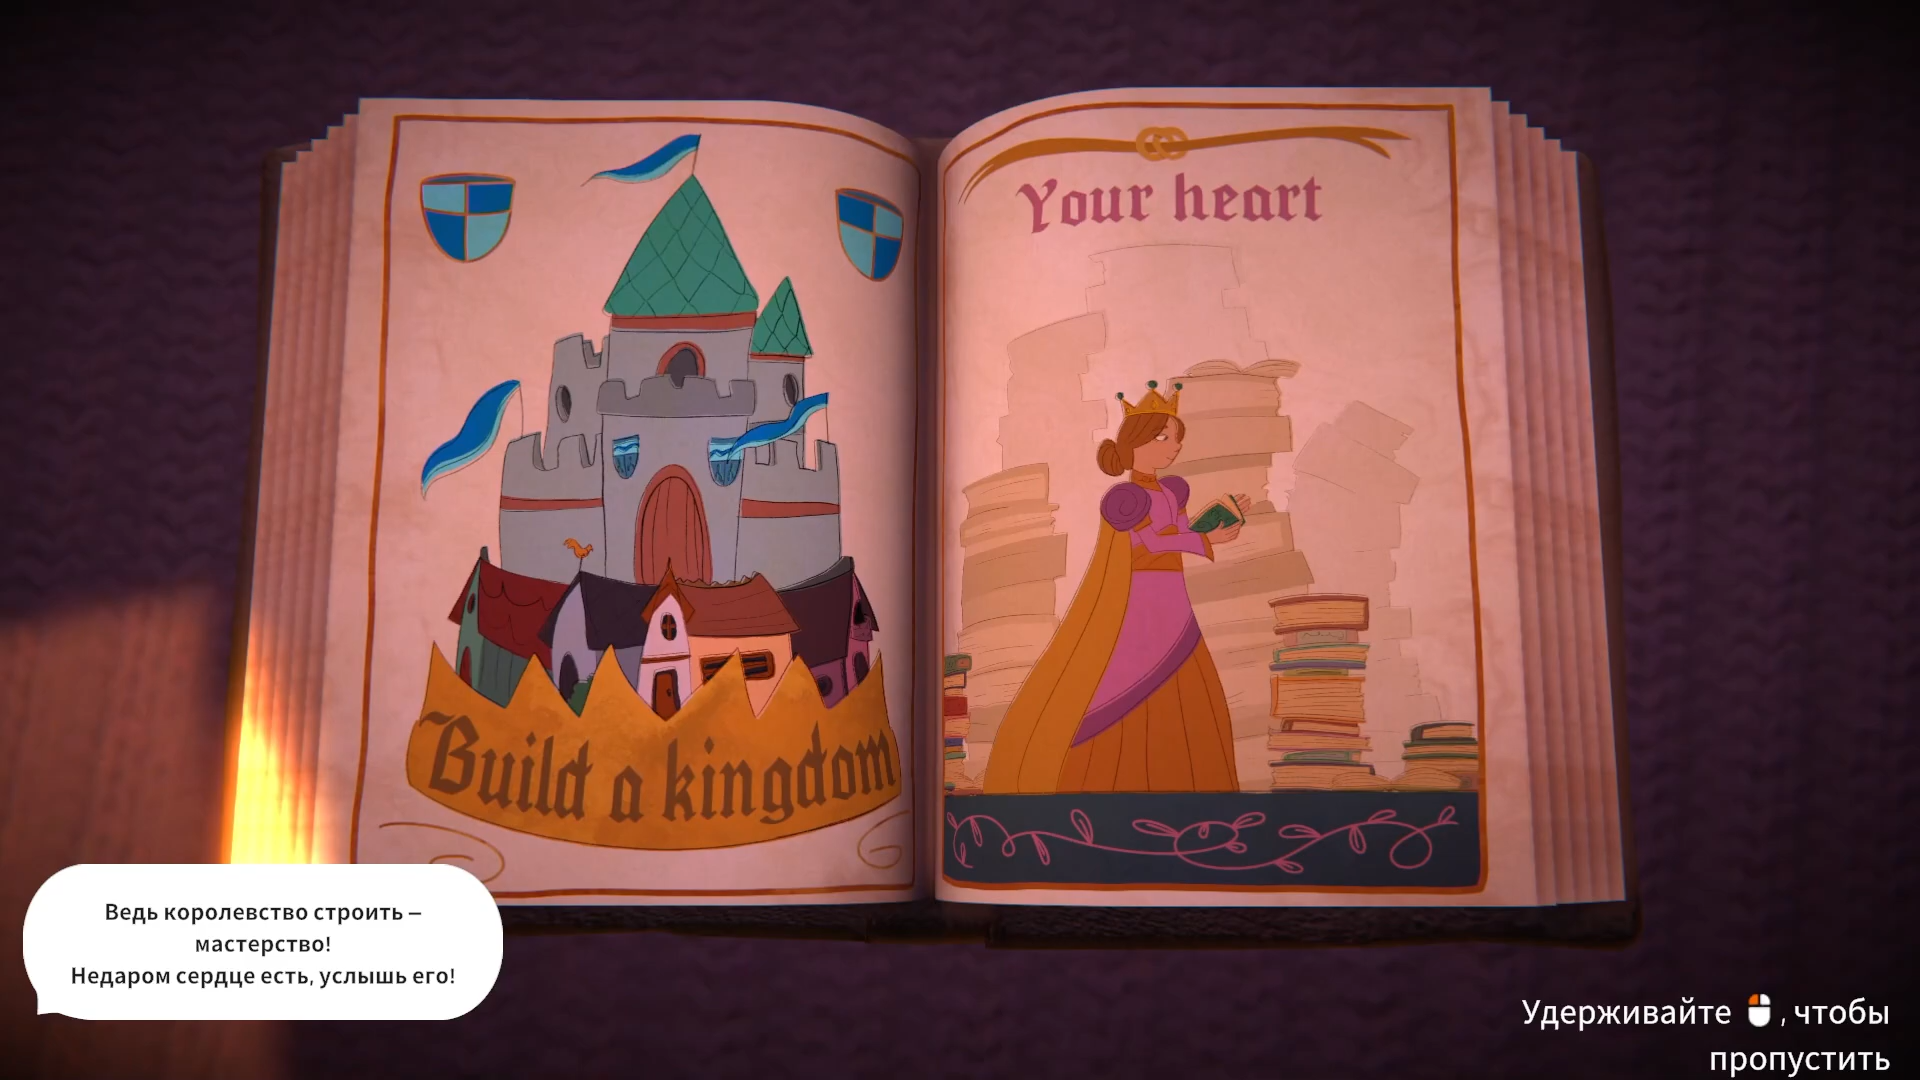 Build a kingdom
Your heart
Ведь королевство строить –
мастерство!
Недаром сердце есть, услышь его!
Удерживайте , чтобы
пропустить